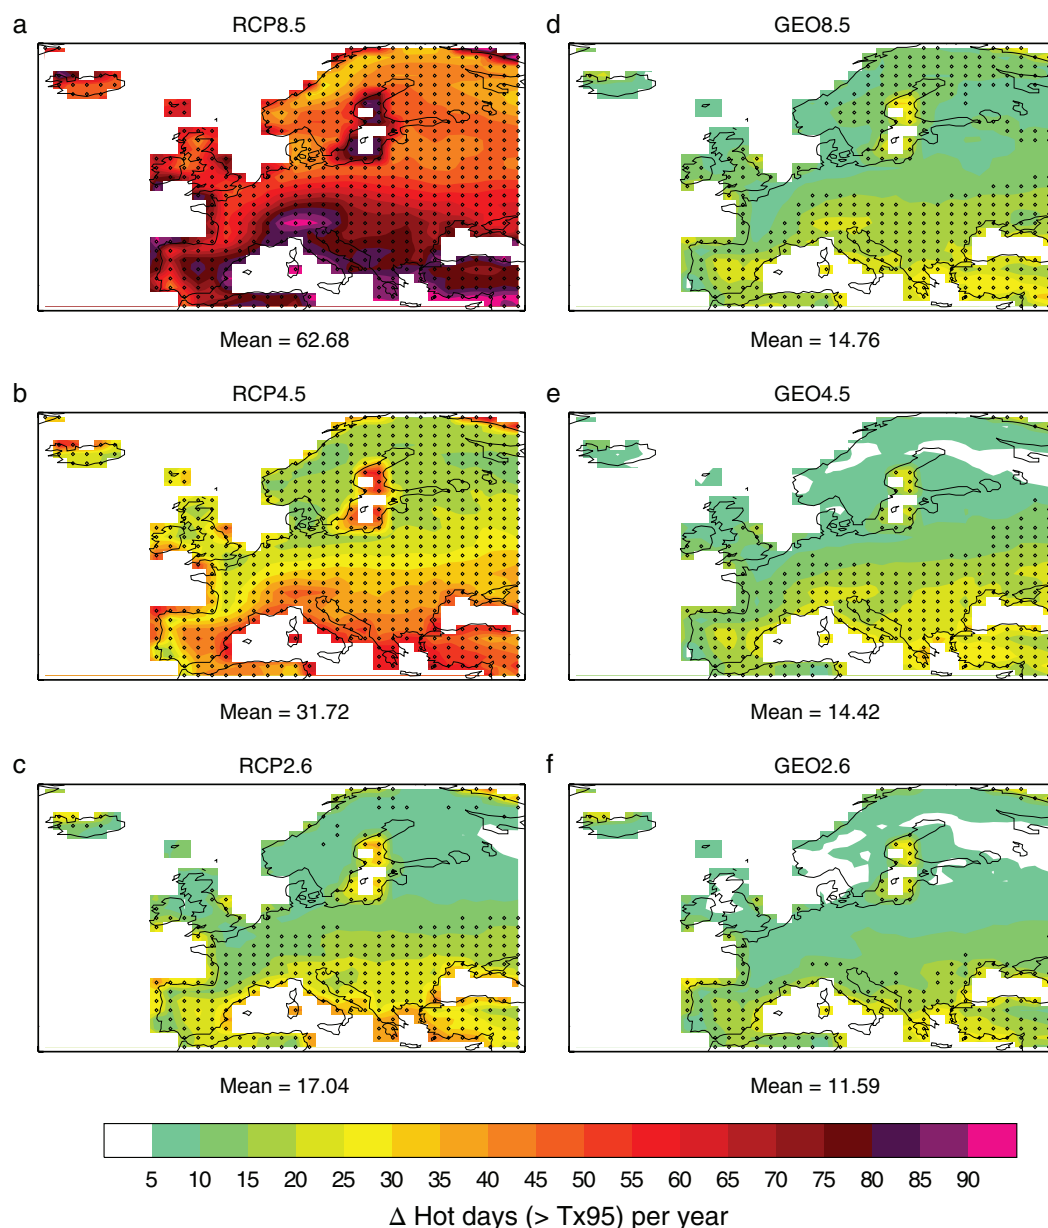 a RCP8.5
d GEO8.5
Mean = 62.68
Mean = 14.76
b RCP4.5
e GEO4.5
Mean = 31.72
Mean = 14.42
c RCP2.6
f GEO2.6
Mean = 17.04
Mean = 11.59
5 10 15 20 25 30 35 40 45 50 55 60 65 70 75 80 85 90
Δ Hot days (> Tx95) per year